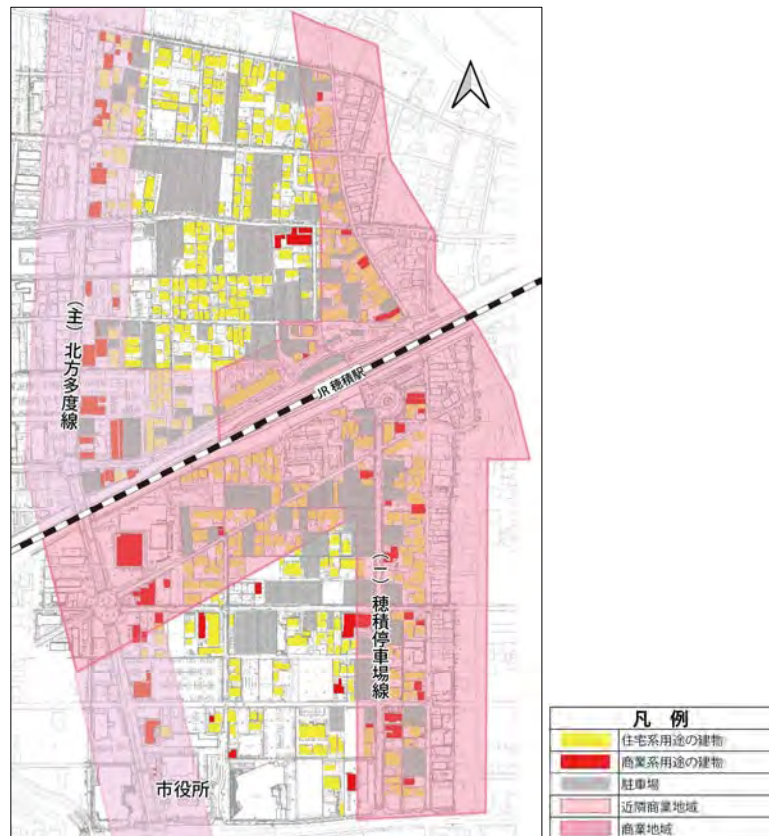 (主)北方多度線
JR 穂積駅
(一)穂積停車場線
市役所
凡 例
住宅系用途の建物
商業系用途の建物
駐車場
近隣商業地域
商業地域